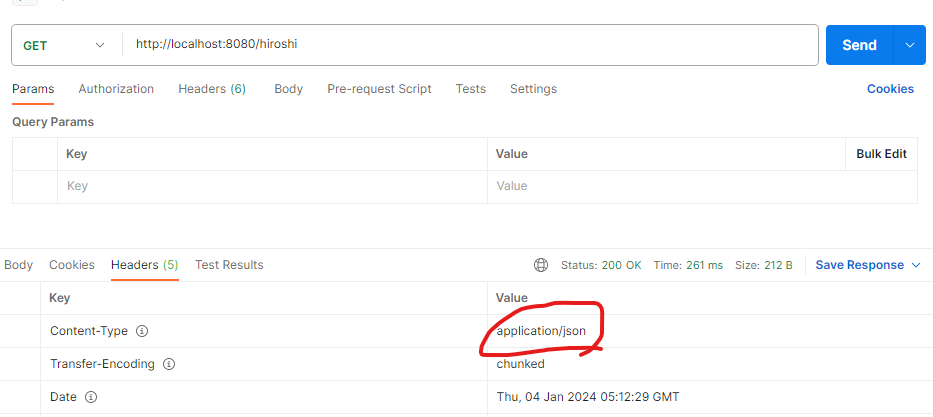 GET http://localhost:8080/hiroshi Send
Params Authorization Headers (6) Body Pre-request Script Tests Settings Cookies
Query Params
Key Value Bulk Edit
Key Value
Body Cookies Headers (5) Test Results Status: 200 OK Time: 261 ms Size: 212 B Save Response
Key Value
Content-Type application/json
Transfer-Encoding chunked
Date Thu, 04 Jan 2024 05:12:29 GMT